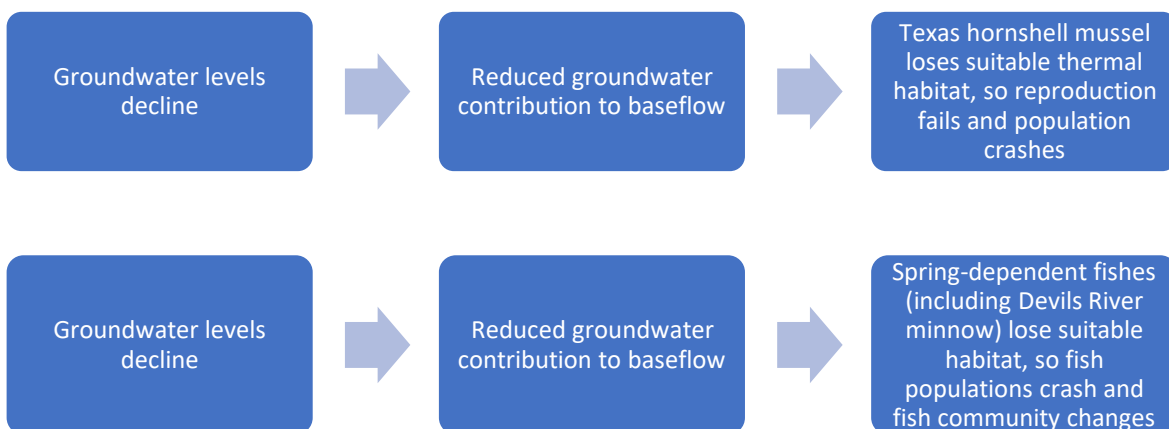 Groundwater levels
decline
Reduced groundwater
contribution to baseflow
Texas hornshell mussel
loses suitable thermal
habitat, so reproduction
fails and population
crashes
Groundwater levels
decline
Reduced groundwater
contribution to baseflow
Spring-dependent fishes
(including Devils River
minnow) lose suitable
habitat, so fish
populations crash and
fish community changes